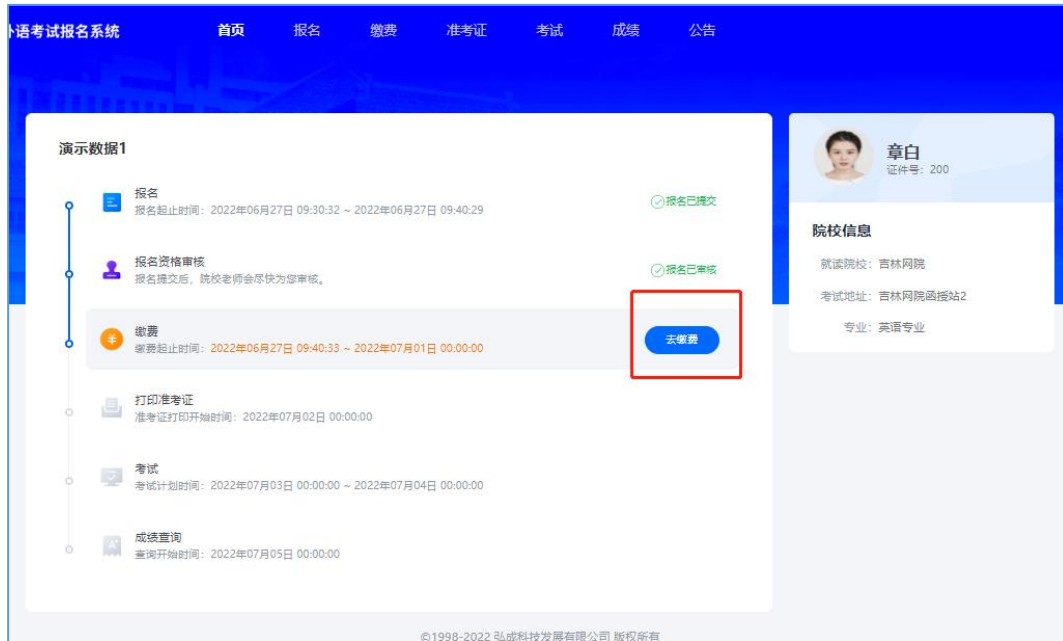 外语考试报名系统 首页 报名 缴费 准考证 考试 成绩 公告
演示数据1
报名
报名起止时间：2022年06月27日 09:30:32 ~ 2022年06月27日 09:40:29
报名已提交
报名资格审核
报名提交后，院校老师会尽快为您审核。
报名已审核
缴费
缴费起止时间：2022年06月27日 09:40:33 ~ 2022年07月01日 00:00:00
去缴费
打印准考证
准考证打印开始时间：2022年07月02日 00:00:00
考试
考试计划时间：2022年07月03日 00:00:00 ~ 2022年07月04日 00:00:00
成绩查询
查询开始时间：2022年07月05日 00:00:00
章白
证件号：200
院校信息
就读院校：吉林网院
考试地址：吉林网院函授站2
专业：英语专业
©1998-2022 弘成科技发展有限公司 版权所有